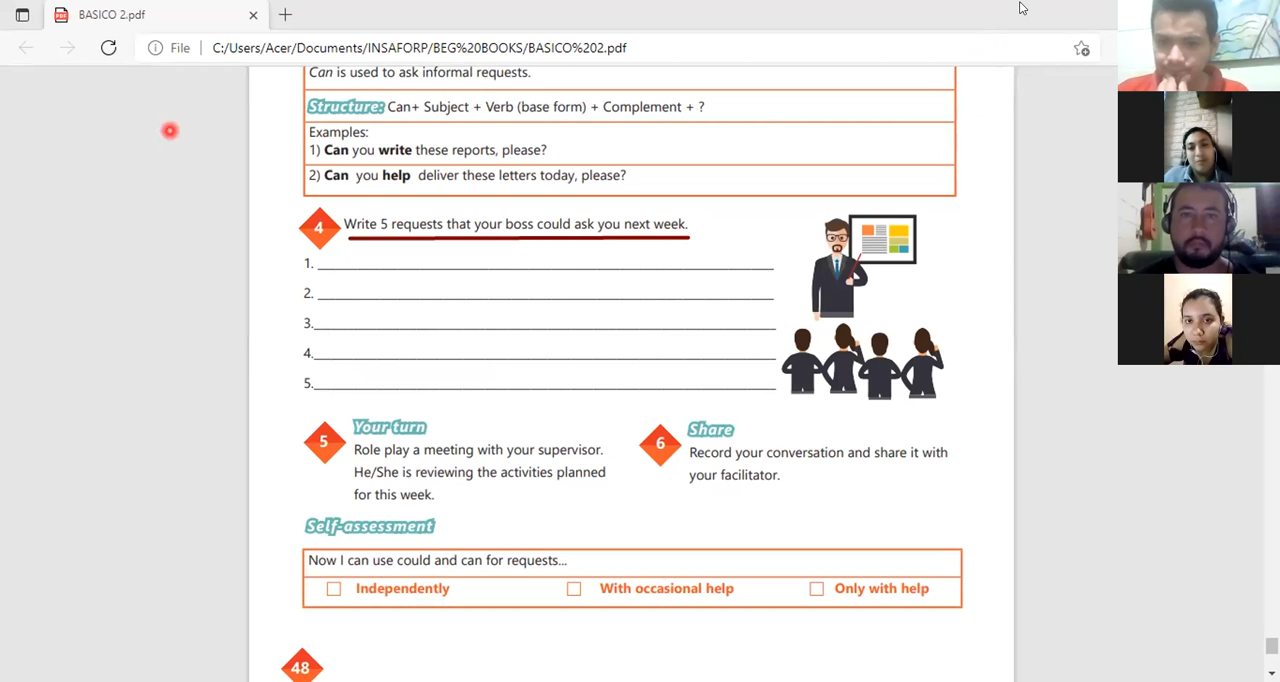 BASICO 2.pdf
File
C:/Users/Acer/Documents/INSAFORP/BEG%20BOOKS/BASICO%202.pdf
Can is used to ask informal requests.
Structure: Can+ Subject + Verb (base form) + Complement + ?
Examples:
1) Can you write these reports, please?
2) Can you help deliver these letters today, please?
4 Write 5 requests that your boss could ask you next week.
1.
2.
3.
4.
5.
5 Your turn
Role play a meeting with your supervisor.
He/She is reviewing the activities planned
for this week.
6 Share
Record your conversation and share it with
your facilitator.
Self-assessment
Now I can use could and can for requests...
Independently
With occasional help
Only with help
48